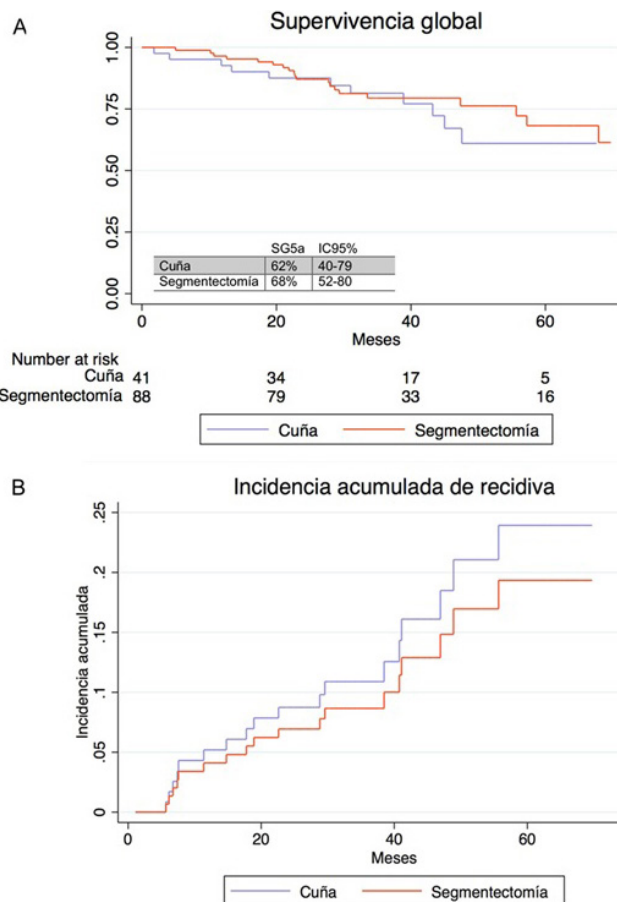 A
Supervivencia global
1.00
0.75
0.50
0.25
0.00
SG5a IC95%
Cuña 62% 40-79
Segmentectomía 68% 52-80
0 20 40 60
Meses
Number at risk
Cuña 41 34 17 5
Segmentectomía 88 79 33 16
Cuña Segmentectomía
B
Incidencia acumulada de recidiva
Incidencia acumulada
.25
.2
.15
.1
.05
0
0 20 40 60
Meses
Cuña Segmentectomía